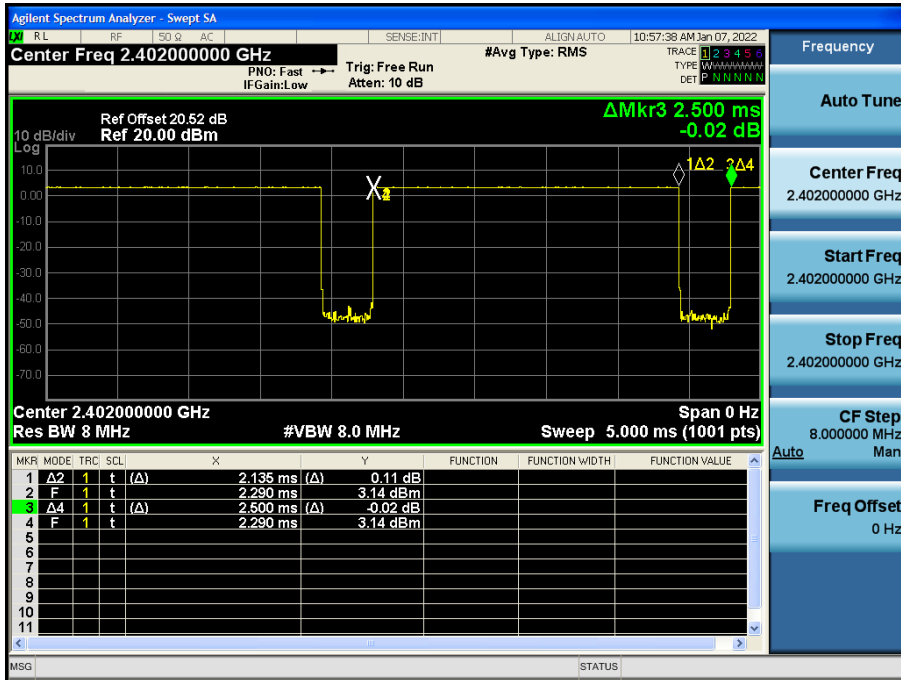 Agilent Spectrum Analyzer - Swept SA
LXI RL RF 50 Ω AC SENSE:INT ALIGN AUTO 10:57:38 AM Jan 07, 2022
Center Freq 2.402000000 GHz #Avg Type: RMS TRACE 1 2 3 4 5 6
PNO: Fast Trig: Free Run TYPE WWWWWW
IFGain:Low Atten: 10 dB DET P N N N N N
Frequency
Auto Tune
Center Freq
2.402000000 GHz
Start Freq
2.402000000 GHz
Stop Freq
2.402000000 GHz
CF Step
8.000000 MHz
Auto Man
Freq Offset
0 Hz
ΔMkr3 2.500 ms
-0.02 dB
Ref Offset 20.52 dB
10 dB/div Ref 20.00 dBm
Log
10.0
0.00
-10.0
-20.0
-30.0
-40.0
-50.0
-60.0
-70.0
X 2
1Δ2 3Δ4
Center 2.402000000 GHz Span 0 Hz
Res BW 8 MHz #VBW 8.0 MHz Sweep 5.000 ms (1001 pts)
MKR MODE TRC SCL X Y FUNCTION FUNCTION WIDTH FUNCTION VALUE
1 Δ2 1 t (Δ) 2.135 ms (Δ) 0.11 dB
2 F 1 t 2.290 ms 3.14 dBm
3 Δ4 1 t (Δ) 2.500 ms (Δ) -0.02 dB
4 F 1 t 2.290 ms 3.14 dBm
5
6
7
8
9
10
11
MSG STATUS